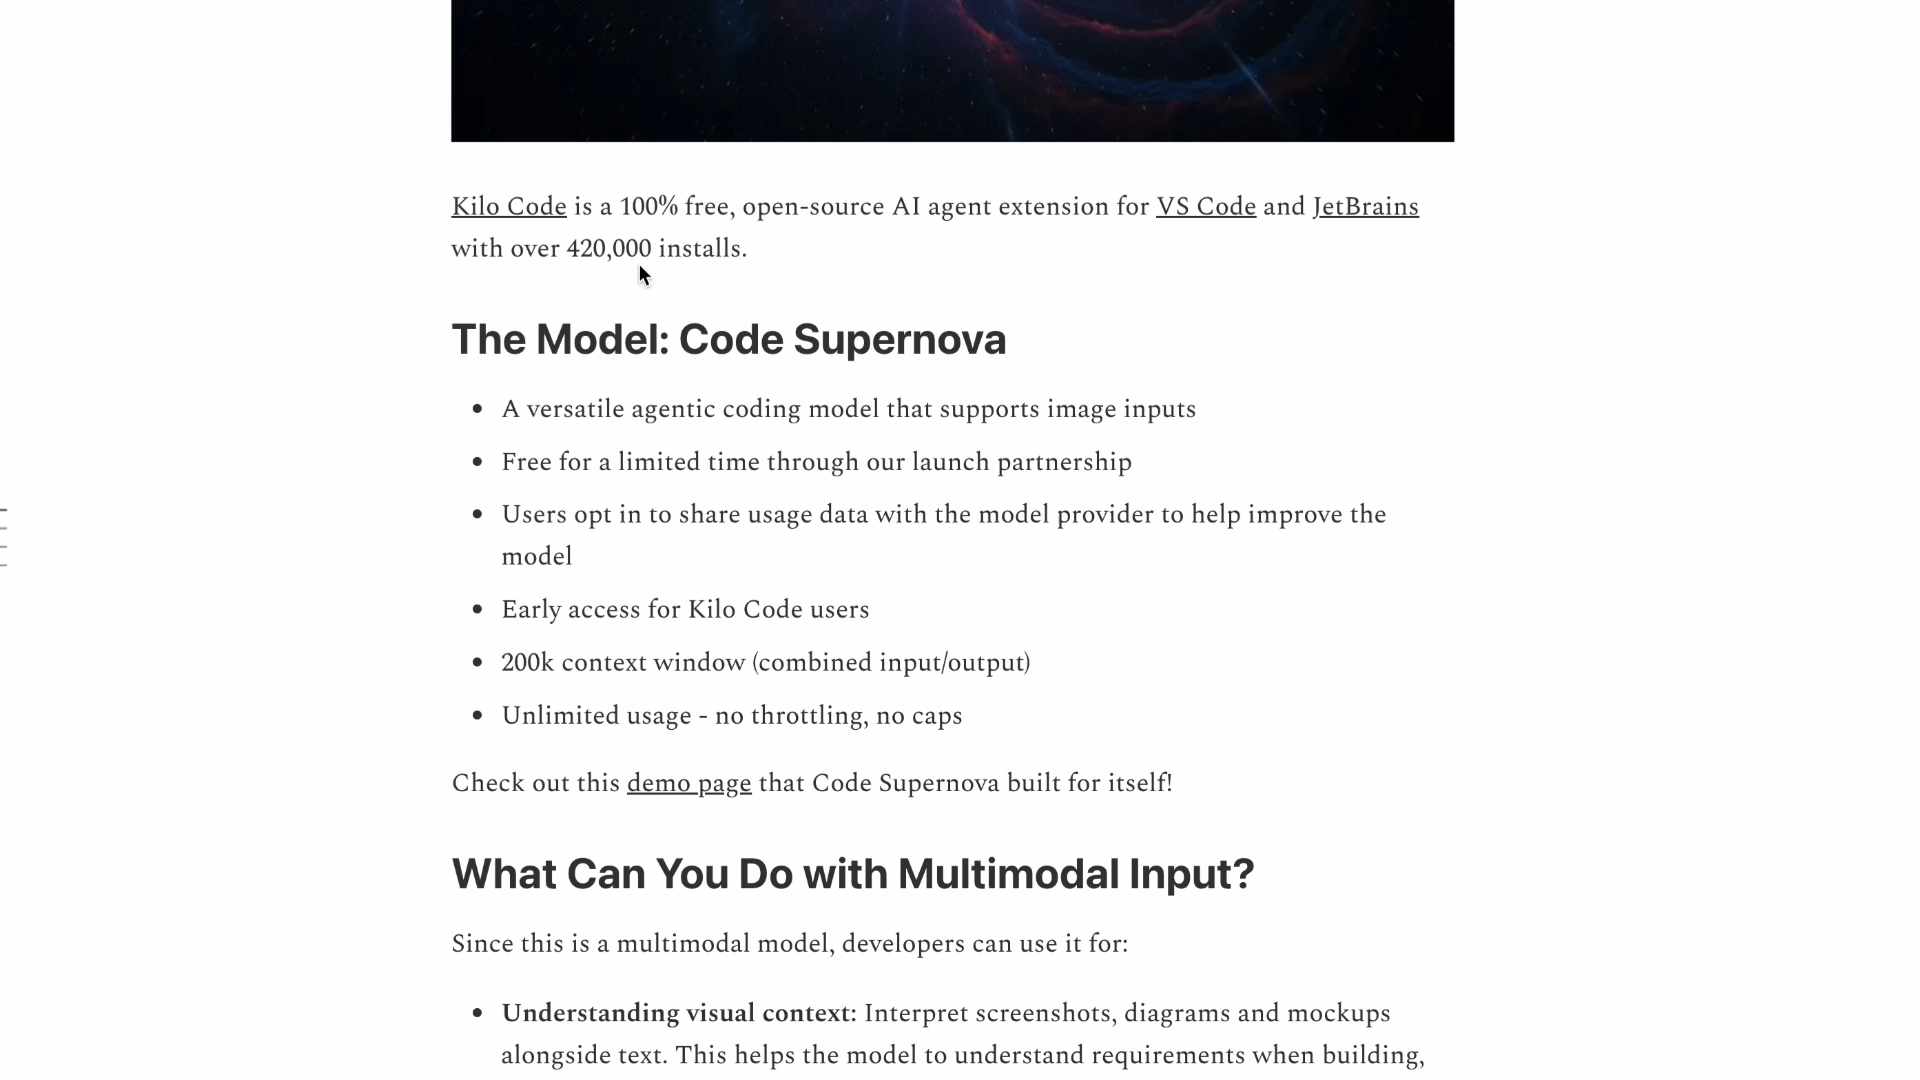 Kilo Code is a 100% free, open-source AI agent extension for VS Code and JetBrains
with over 420,000 installs.
The Model: Code Supernova
• A versatile agentic coding model that supports image inputs
• Free for a limited time through our launch partnership
• Users opt in to share usage data with the model provider to help improve the
model
• Early access for Kilo Code users
• 200k context window (combined input/output)
• Unlimited usage - no throttling, no caps
Check out this demo page that Code Supernova built for itself!
What Can You Do with Multimodal Input?
Since this is a multimodal model, developers can use it for:
• Understanding visual context: Interpret screenshots, diagrams and mockups
alongside text. This helps the model to understand requirements when building,